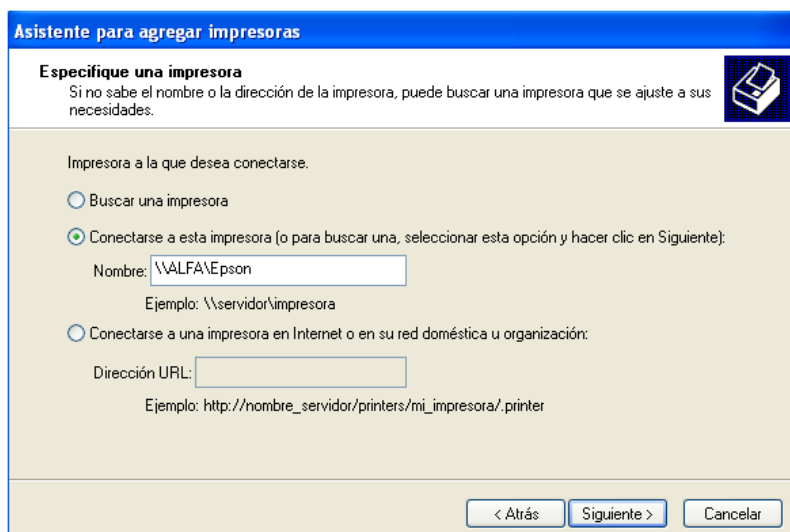 Asistente para agregar impresoras
Especifique una impresora
Si no sabe el nombre o la dirección de la impresora, puede buscar una impresora que se ajuste a sus
necesidades.
Impresora a la que desea conectarse.
Buscar una impresora
Conectarse a esta impresora (o para buscar una, seleccionar esta opción y hacer clic en Siguiente):
Nombre: \\ALFA\Epson
Ejemplo: \\servidor\impresora
Conectarse a una impresora en Internet o en su red doméstica u organización:
Dirección URL:
Ejemplo: http://nombre_servidor/printers/mi_impresora/.printer
< Atrás Siguiente > Cancelar